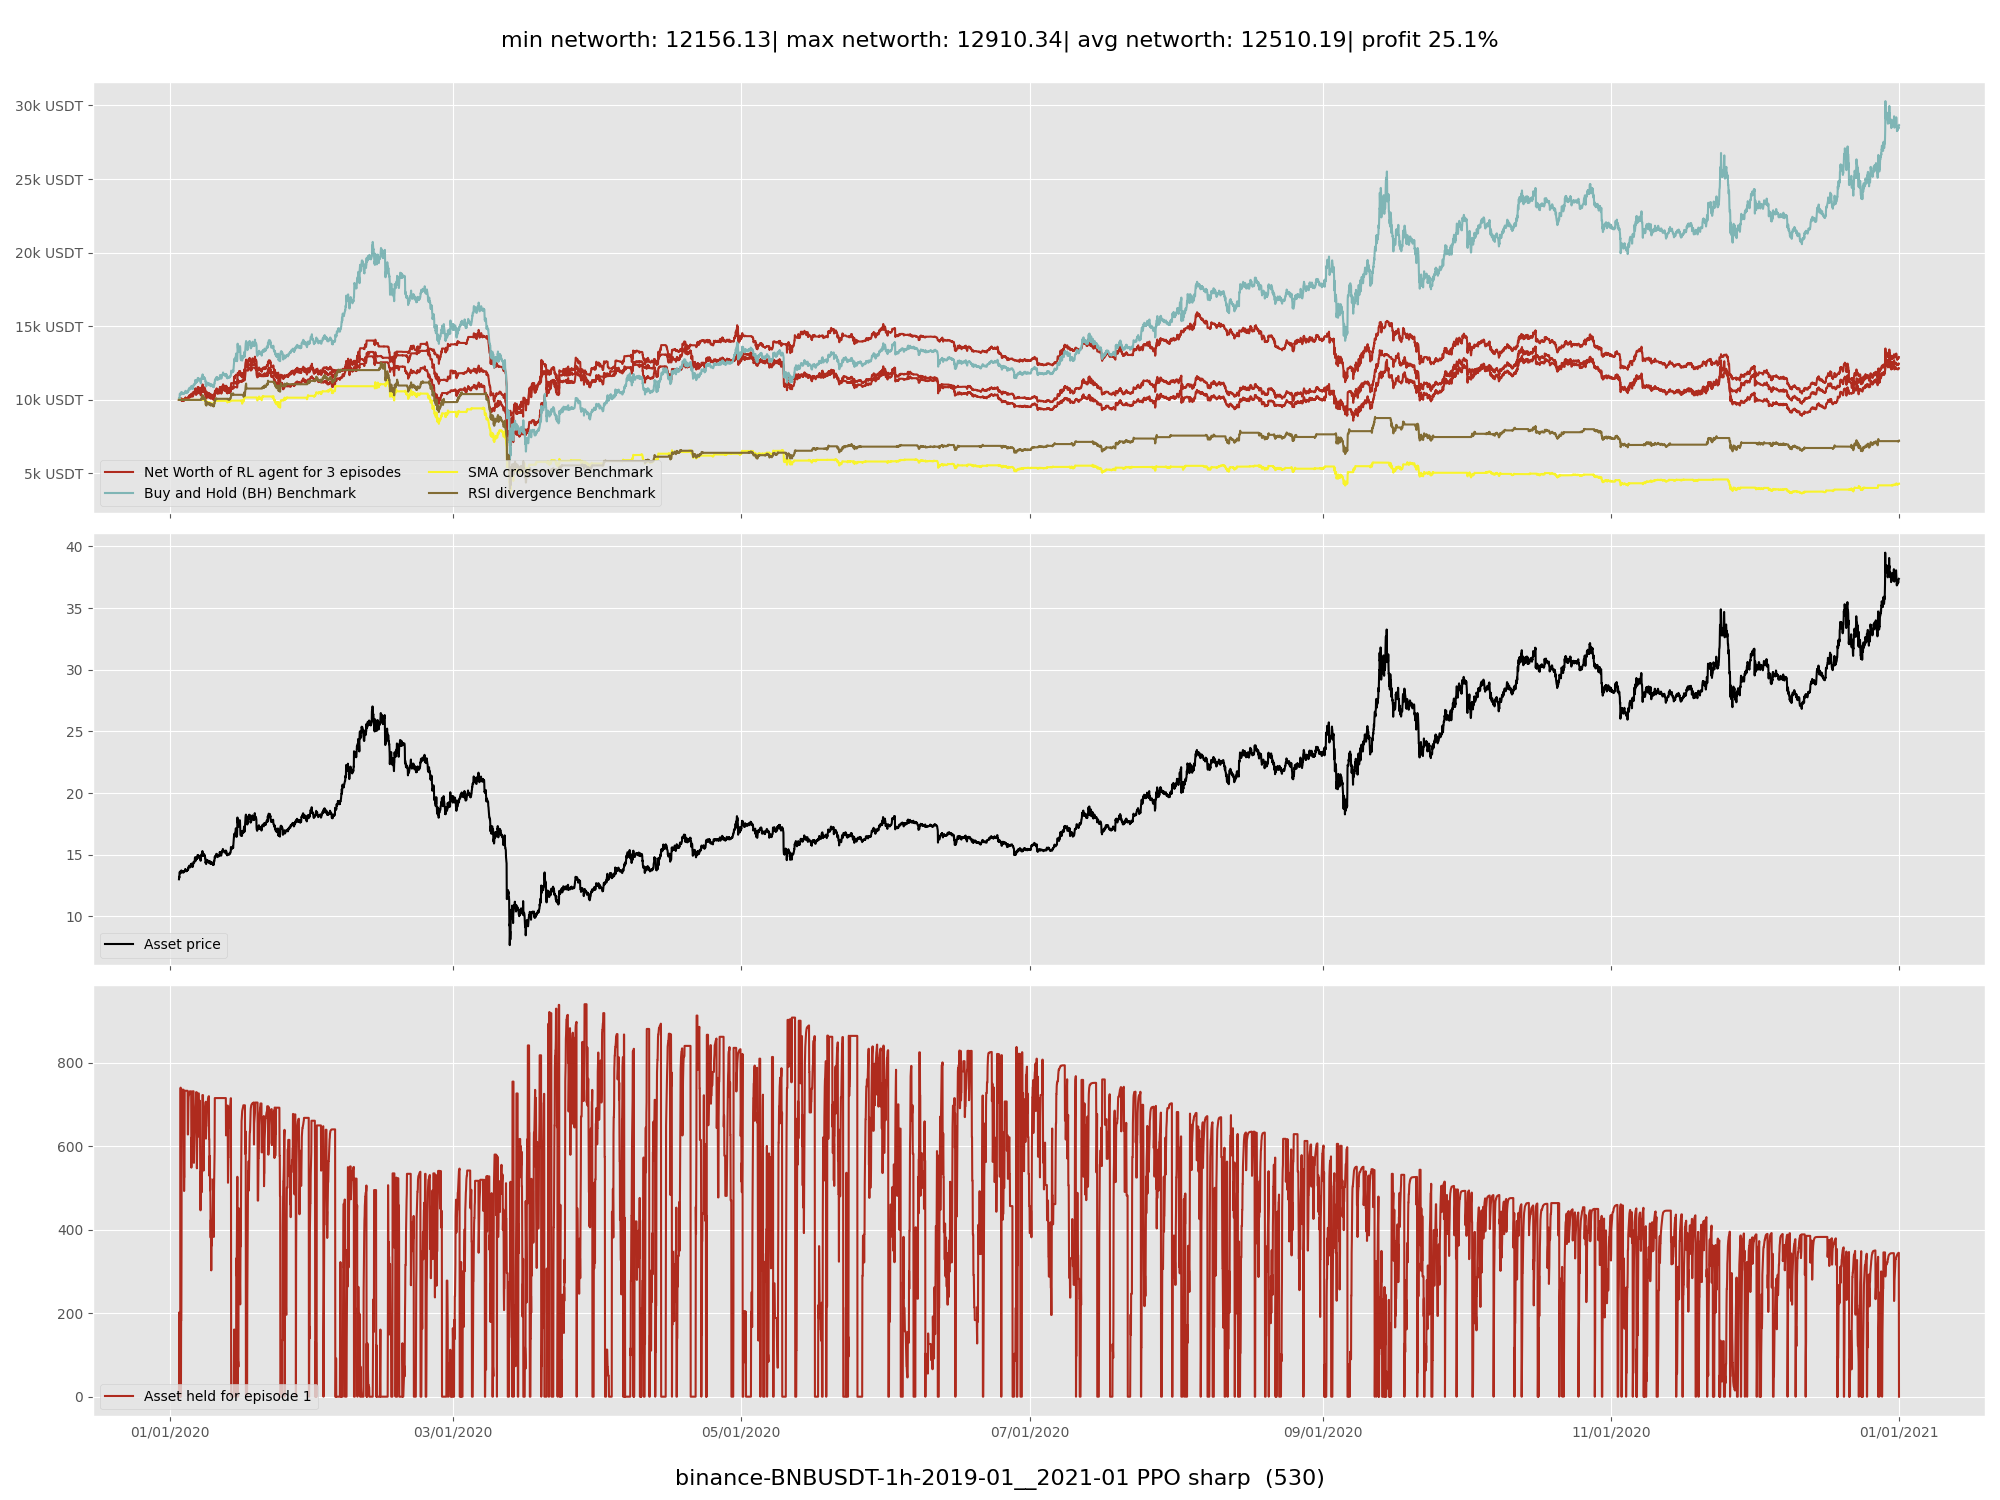 min networth: 12156.13| max networth: 12910.34| avg networth: 12510.19| profit 25.1%
30k USDT
25k USDT
20k USDT
15k USDT
10k USDT
5k USDT
Net Worth of RL agent for 3 episodes
Buy and Hold (BH) Benchmark
SMA crossover Benchmark
RSI divergence Benchmark
40
35
30
25
20
15
10
Asset price
800
600
400
200
0
Asset held for episode 1
01/01/2020 03/01/2020 05/01/2020 07/01/2020 09/01/2020 11/01/2020 01/01/2021
binance-BNBUSDT-1h-2019-01__2021-01 PPO sharp (530)